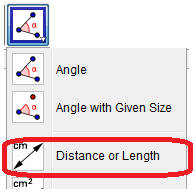 α
α
Angle
α
Angle with Given Size
cm
Distance or Length
cm²